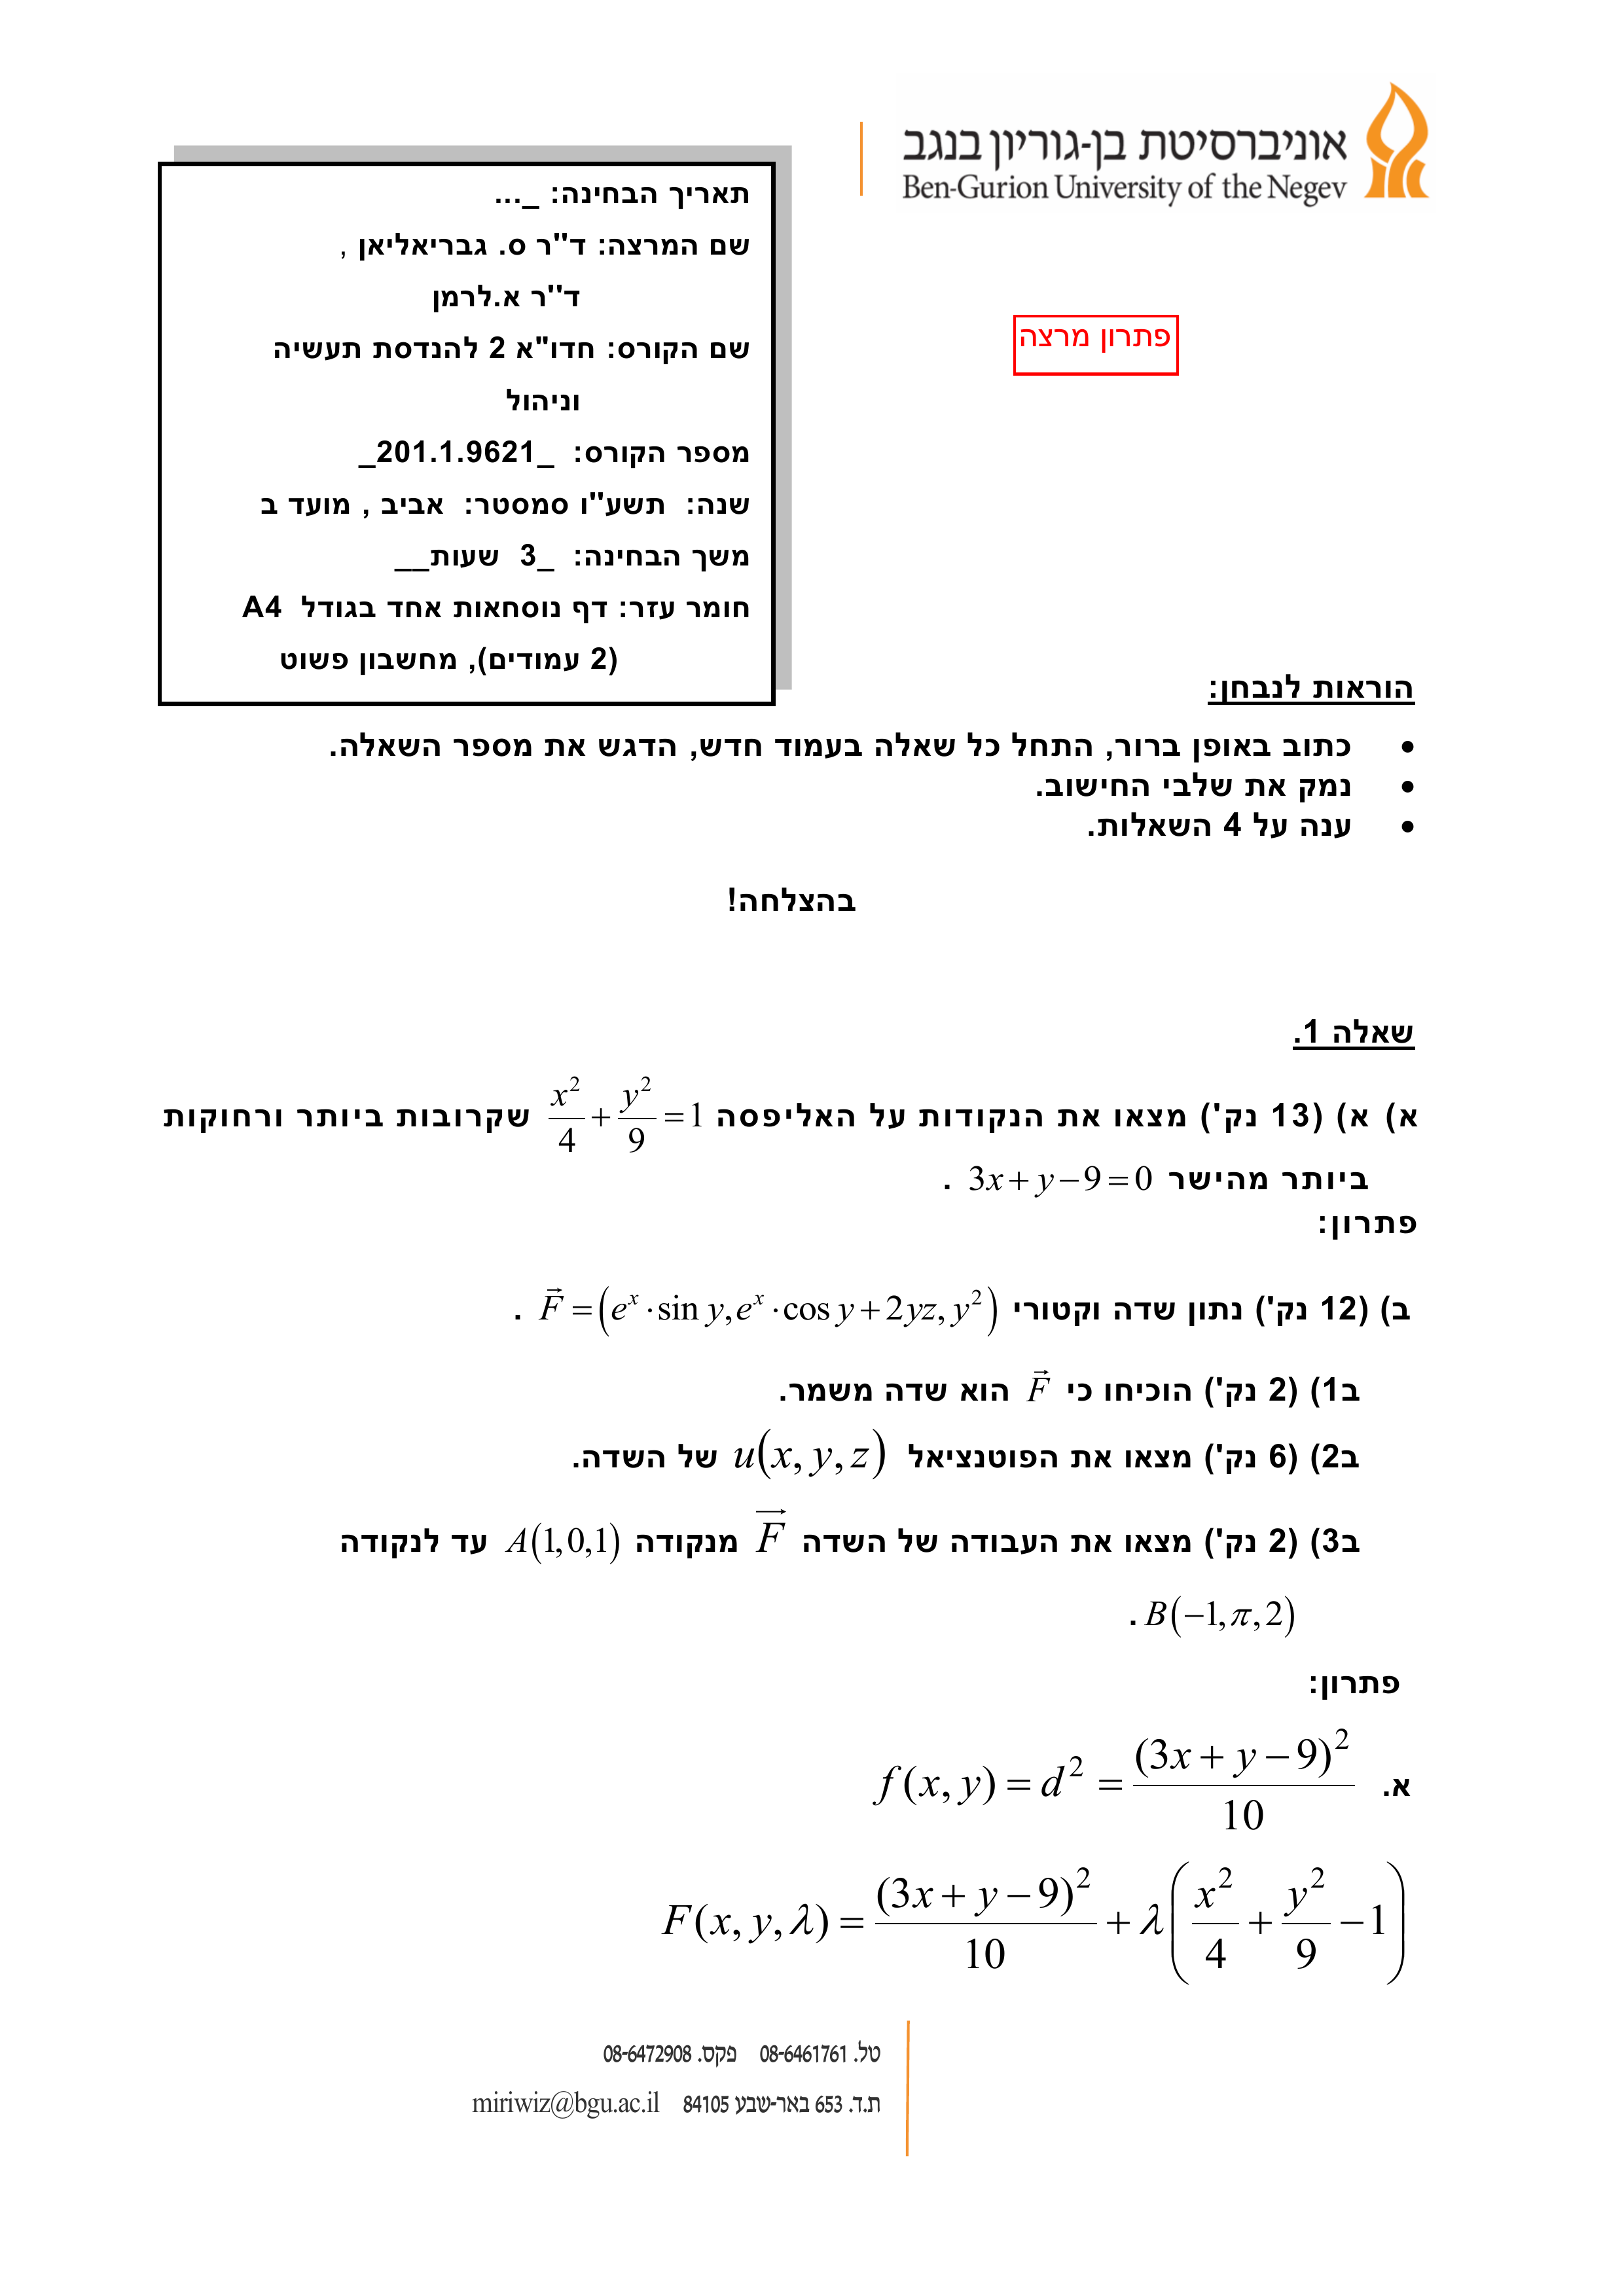 אוניברסיטת בן-גוריון בנגב
Ben-Gurion University of the Negev
תאריך הבחינה: _...
שם המרצה: ד''ר ס. גבריאליאן ,
ד''ר א.לרמן
שם הקורס: חדו"א 2 להנדסת תעשיה
וניהול
מספר הקורס: _201.1.9621_
שנה: תשע''ו סמסטר: אביב , מועד ב
משך הבחינה: _3 שעות__
חומר עזר: דף נוסחאות אחד בגודל A4
(2 עמודים), מחשבון פשוט
פתרון מרצה
הוראות לנבחן:
• כתוב באופן ברור, התחל כל שאלה בעמוד חדש, הדגש את מספר השאלה.
• נמק את שלבי החישוב.
• ענה על 4 השאלות.
בהצלחה!
שאלה 1.
א) א) (13 נק') מצאו את הנקודות על האליפסה $\frac{x^2}{4}+\frac{y^2}{9}=1$ שקרובות ביותר ורחוקות
ביותר מהישר $3x+y-9=0$ .
פתרון:
ב) (12 נק') נתון שדה וקטורי $\vec{F}=\left(e^x\cdot\sin y, e^x\cdot\cos y+2yz, y^2\right)$ .
ב1) (2 נק') הוכיחו כי $\vec{F}$ הוא שדה משמר.
ב2) (6 נק') מצאו את הפוטנציאל $u(x,y,z)$ של השדה.
ב3) (2 נק') מצאו את העבודה של השדה $\overrightarrow{F}$ מנקודה $A(1,0,1)$ עד לנקודה
$B(-1,\pi,2)$ .
פתרון:
א. $f(x,y)=d^2=\frac{(3x+y-9)^2}{10}$
$F(x,y,\lambda)=\frac{(3x+y-9)^2}{10}+\lambda\left(\frac{x^2}{4}+\frac{y^2}{9}-1\right)$
טל. 08-6461761 פקס. 08-6472908
ת.ד. 653 באר-שבע 84105 miriwiz@bgu.ac.il